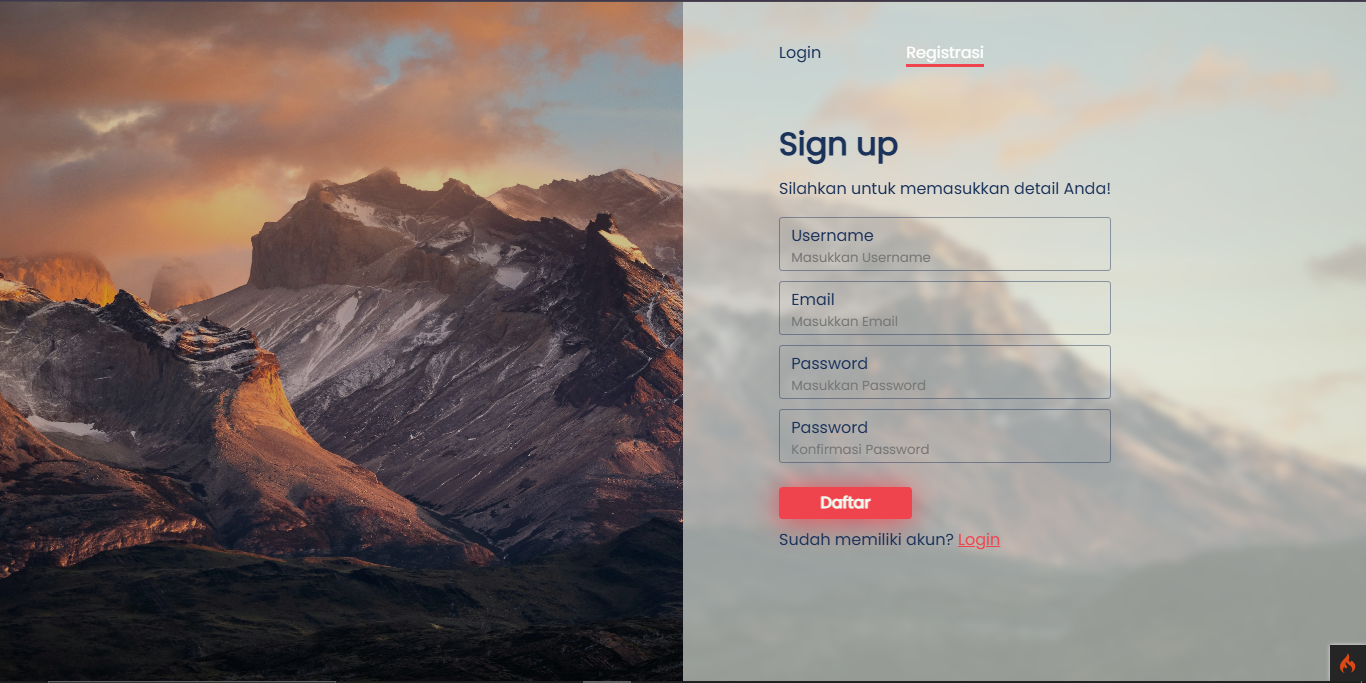 Login Registrasi
Sign up
Silahkan untuk memasukkan detail Anda!
Username
Masukkan Username
Email
Masukkan Email
Password
Masukkan Password
Password
Konfirmasi Password
Daftar
Sudah memiliki akun? Login